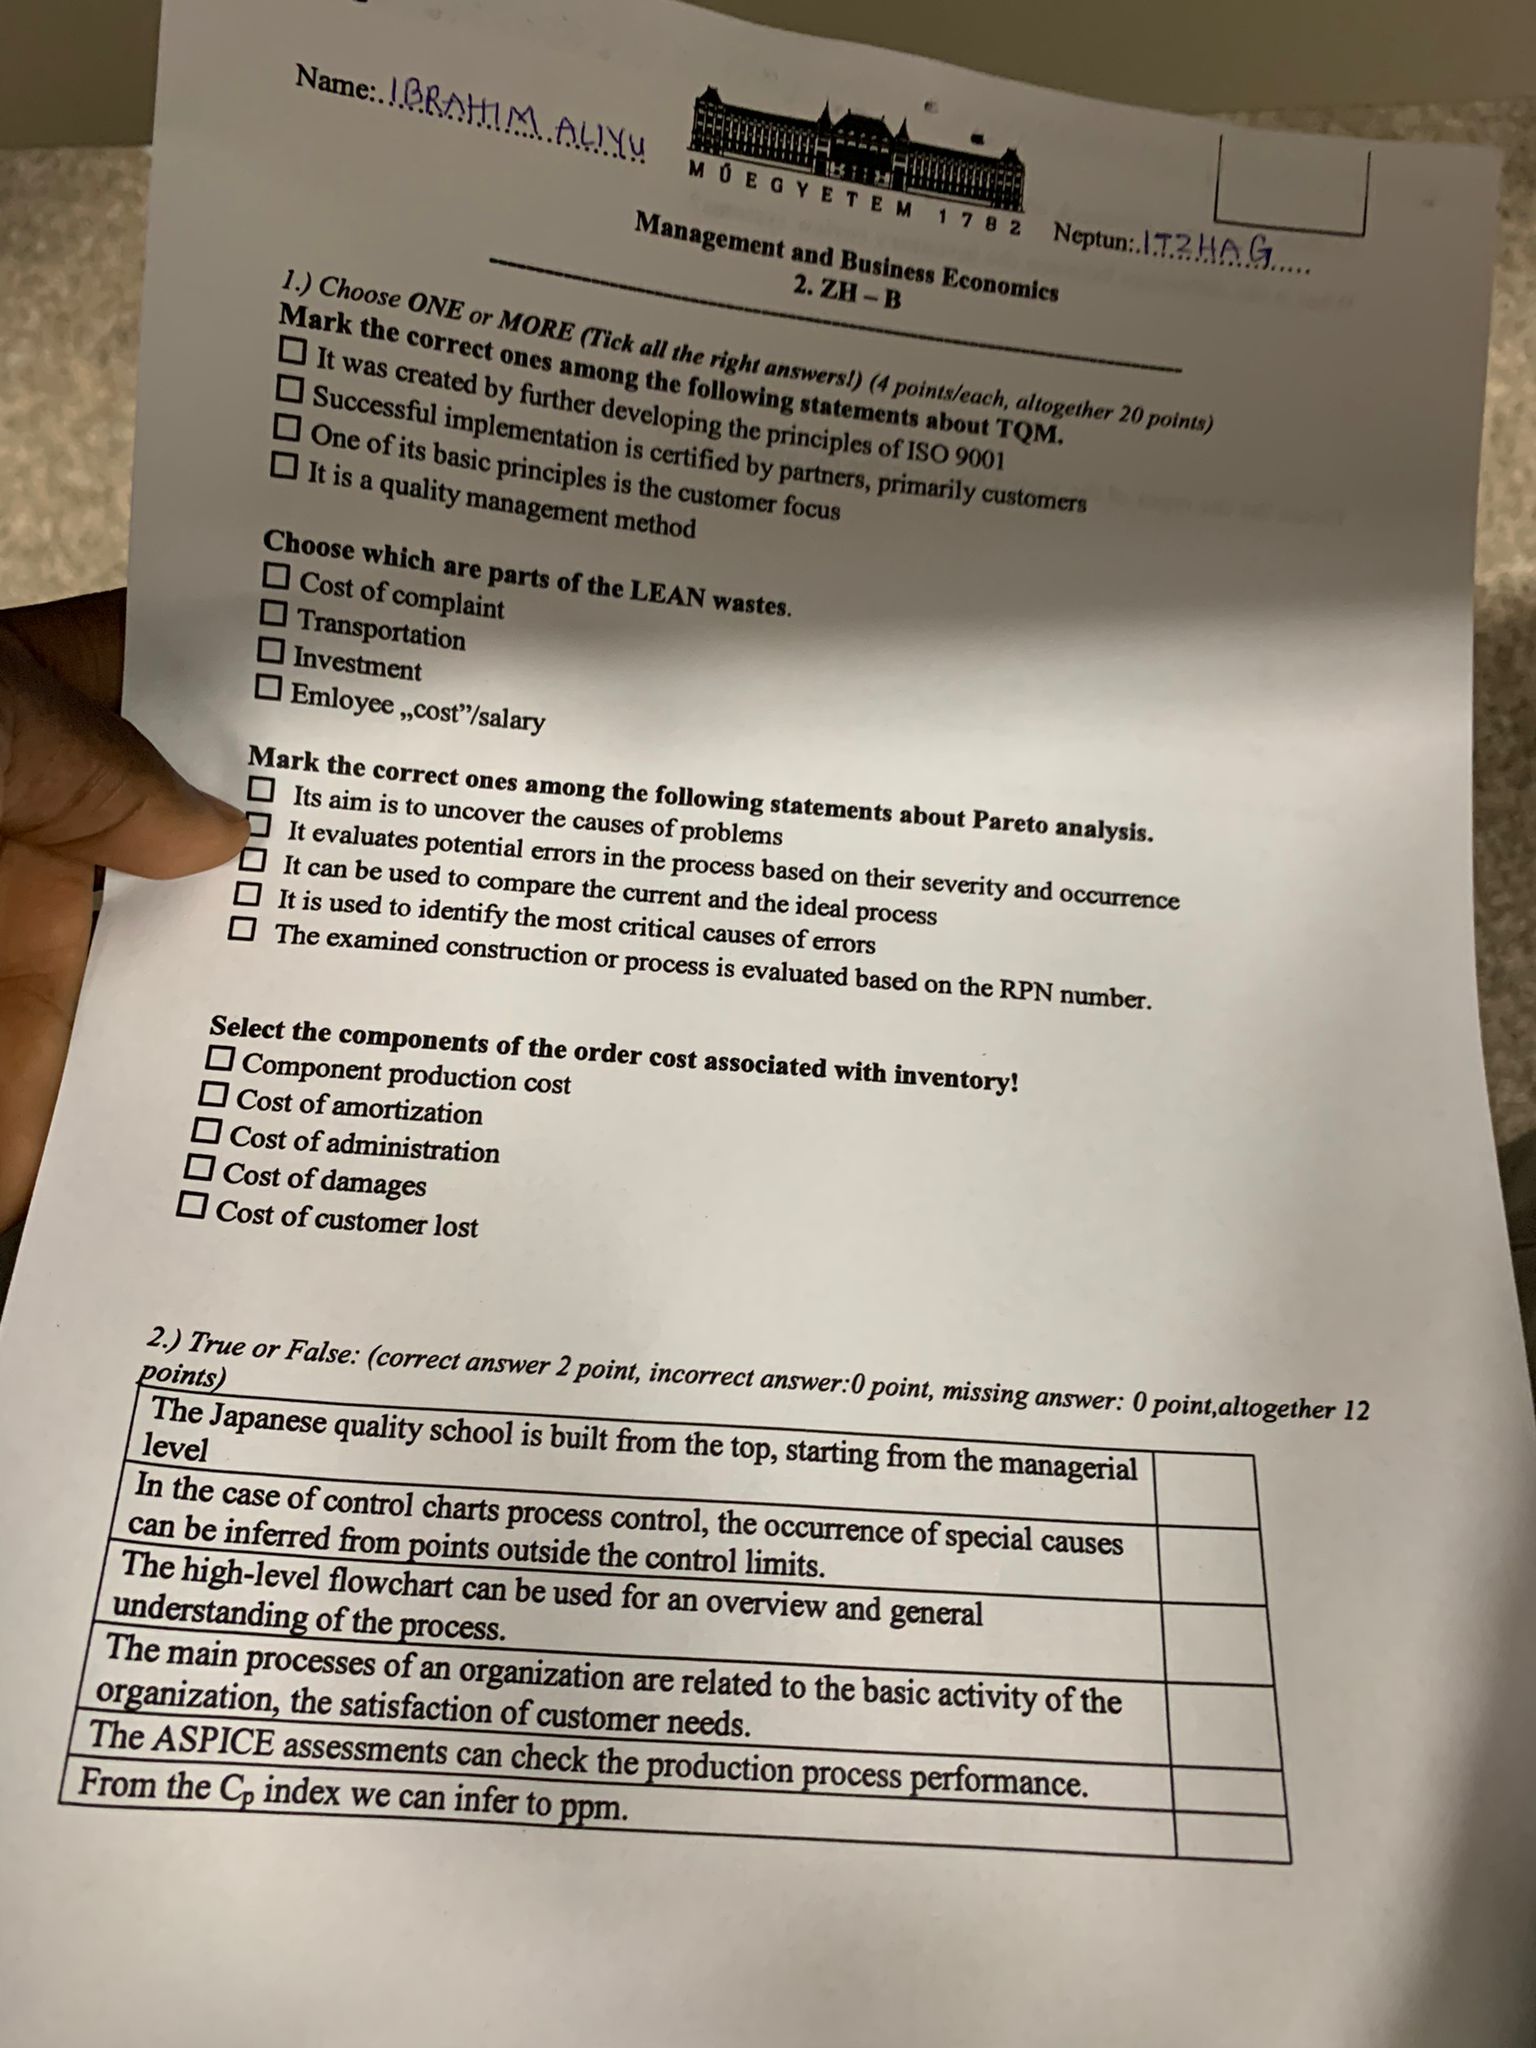 Name:.IBRAHIM ALIYU
MŰEGYETEM 1782
Neptun:.IT2HAG.....
Management and Business Economics
2. ZH – B
1.) Choose ONE or MORE (Tick all the right answers!) (4 points/each, altogether 20 points)
Mark the correct ones among the following statements about TQM.
It was created by further developing the principles of ISO 9001
Successful implementation is certified by partners, primarily customers
One of its basic principles is the customer focus
It is a quality management method
Choose which are parts of the LEAN wastes.
Cost of complaint
Transportation
Investment
Emloyee „cost”/salary
Mark the correct ones among the following statements about Pareto analysis.
Its aim is to uncover the causes of problems
It evaluates potential errors in the process based on their severity and occurrence
It can be used to compare the current and the ideal process
It is used to identify the most critical causes of errors
The examined construction or process is evaluated based on the RPN number.
Select the components of the order cost associated with inventory!
Component production cost
Cost of amortization
Cost of administration
Cost of damages
Cost of customer lost
2.) True or False: (correct answer 2 point, incorrect answer:0 point, missing answer: 0 point,altogether 12
points)
The Japanese quality school is built from the top, starting from the managerial
level
In the case of control charts process control, the occurrence of special causes
can be inferred from points outside the control limits.
The high-level flowchart can be used for an overview and general
understanding of the process.
The main processes of an organization are related to the basic activity of the
organization, the satisfaction of customer needs.
The ASPICE assessments can check the production process performance.
From the Cp index we can infer to ppm.